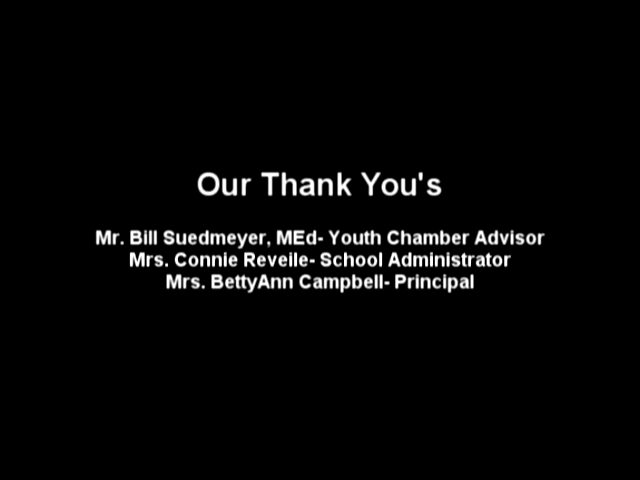 Our Thank You's
Mr. Bill Suedmeyer, MEd- Youth Chamber Advisor
Mrs. Connie Reveile- School Administrator
Mrs. BettyAnn Campbell- Principal